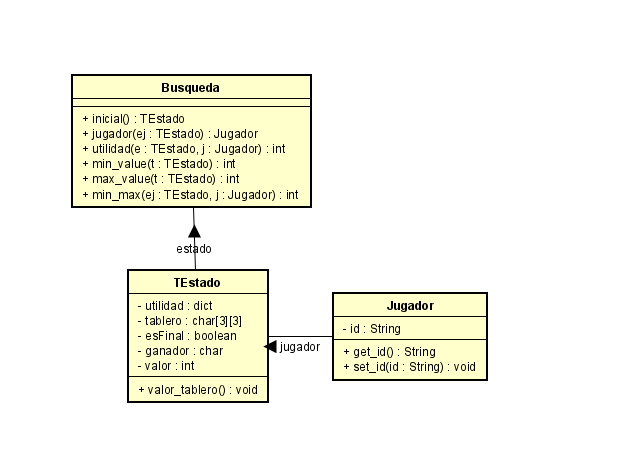 Busqueda
+ inicial() : TEstado
+ jugador(ej : TEstado) : Jugador
+ utilidad(e : TEstado, j : Jugador) : int
+ min_value(t : TEstado) : int
+ max_value(t : TEstado) : int
+ min_max(ej : TEstado, j : Jugador) : int
estado
TEstado
- utilidad : dict
- tablero : char[3][3]
- esFinal : boolean
- ganador : char
- valor : int
+ valor_tablero() : void
jugador
Jugador
- id : String
+ get_id() : String
+ set_id(id : String) : void